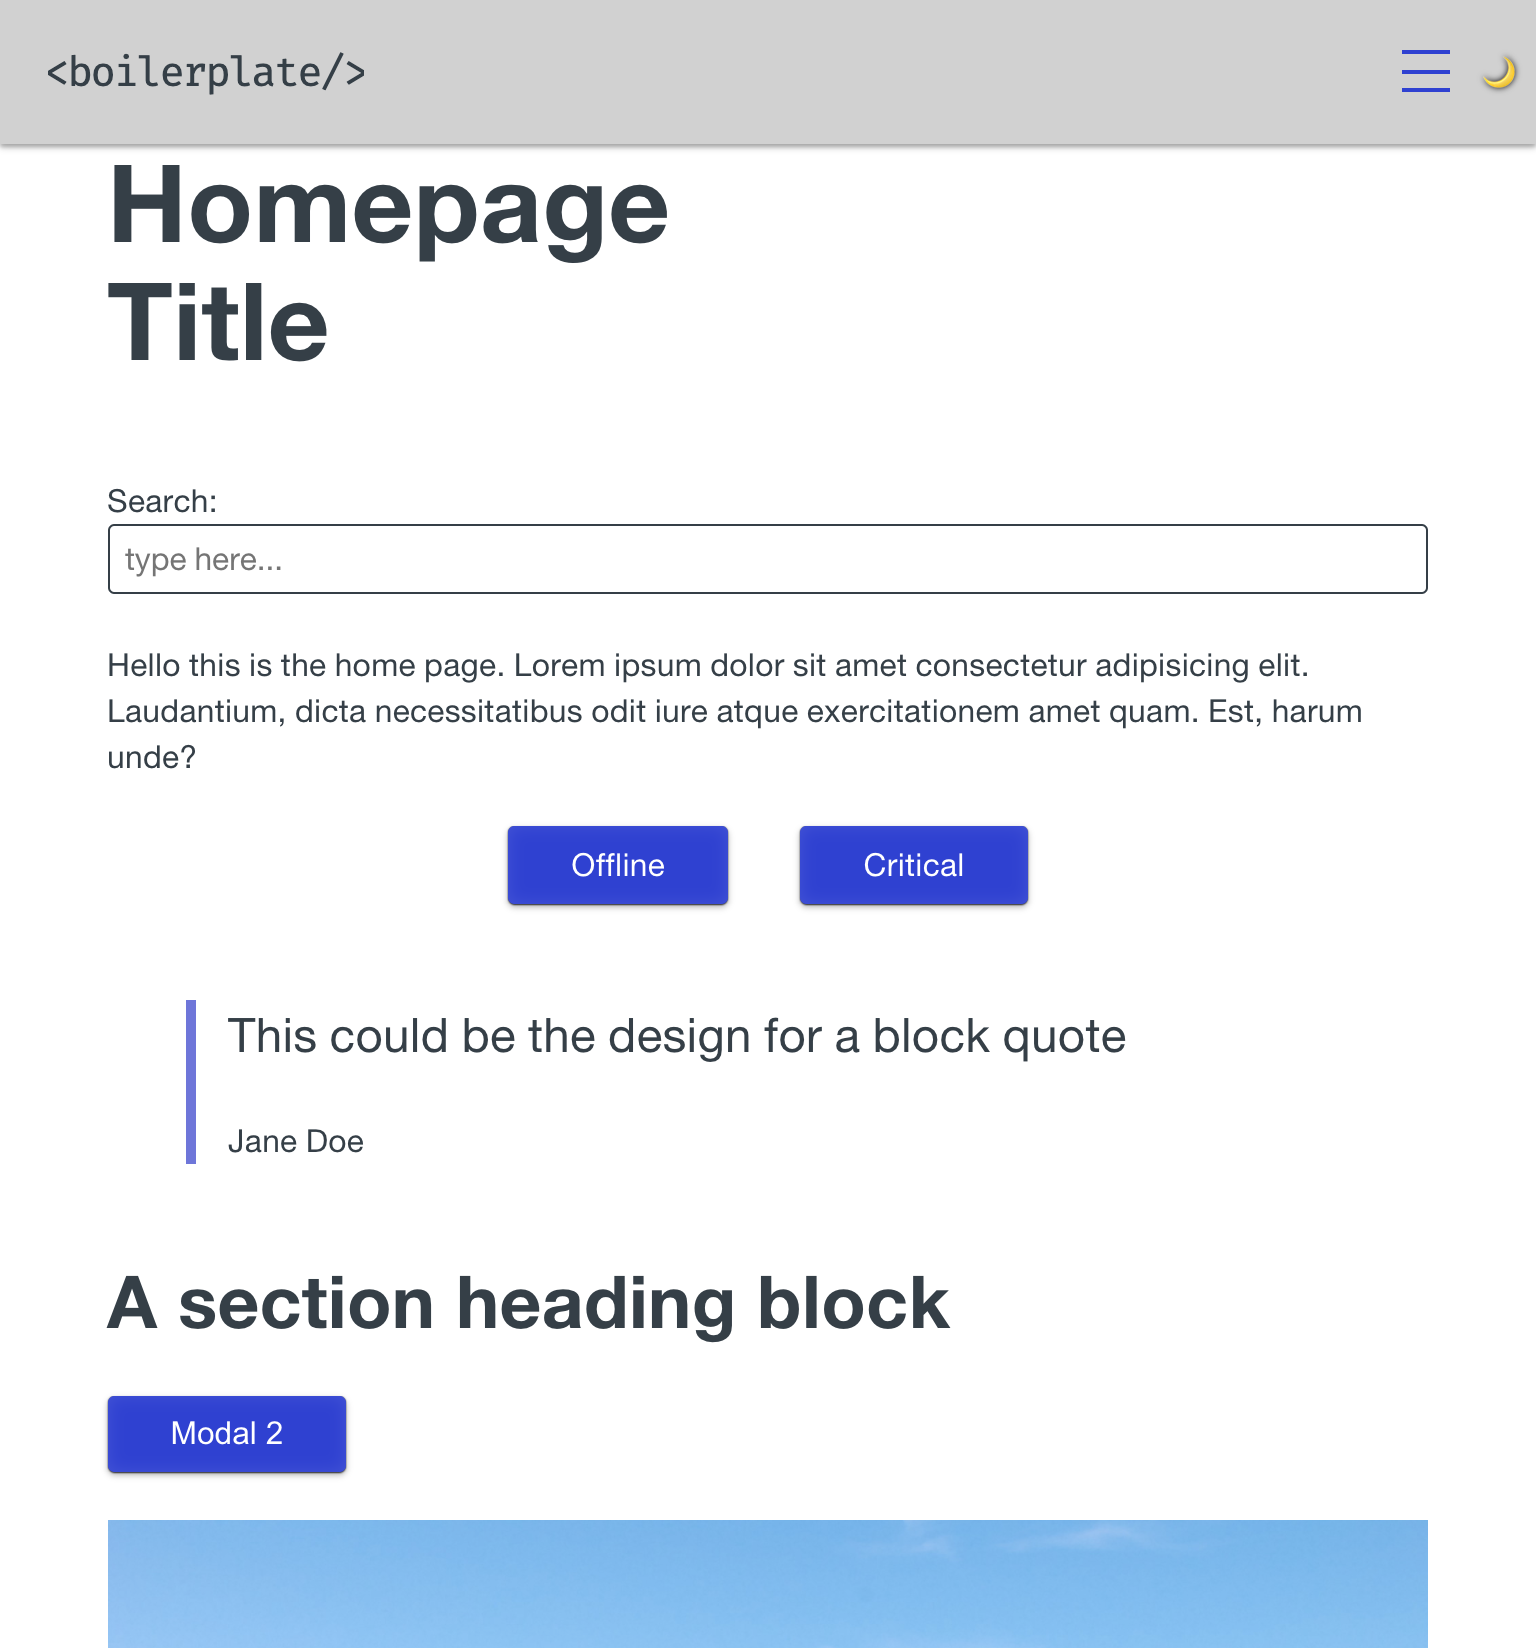 <boilerplate/>
Homepage
Title
Search:
type here...
Hello this is the home page. Lorem ipsum dolor sit amet consectetur adipisicing elit.
Laudantium, dicta necessitatibus odit iure atque exercitationem amet quam. Est, harum
unde?
Offline
Critical
This could be the design for a block quote
Jane Doe
A section heading block
Modal 2